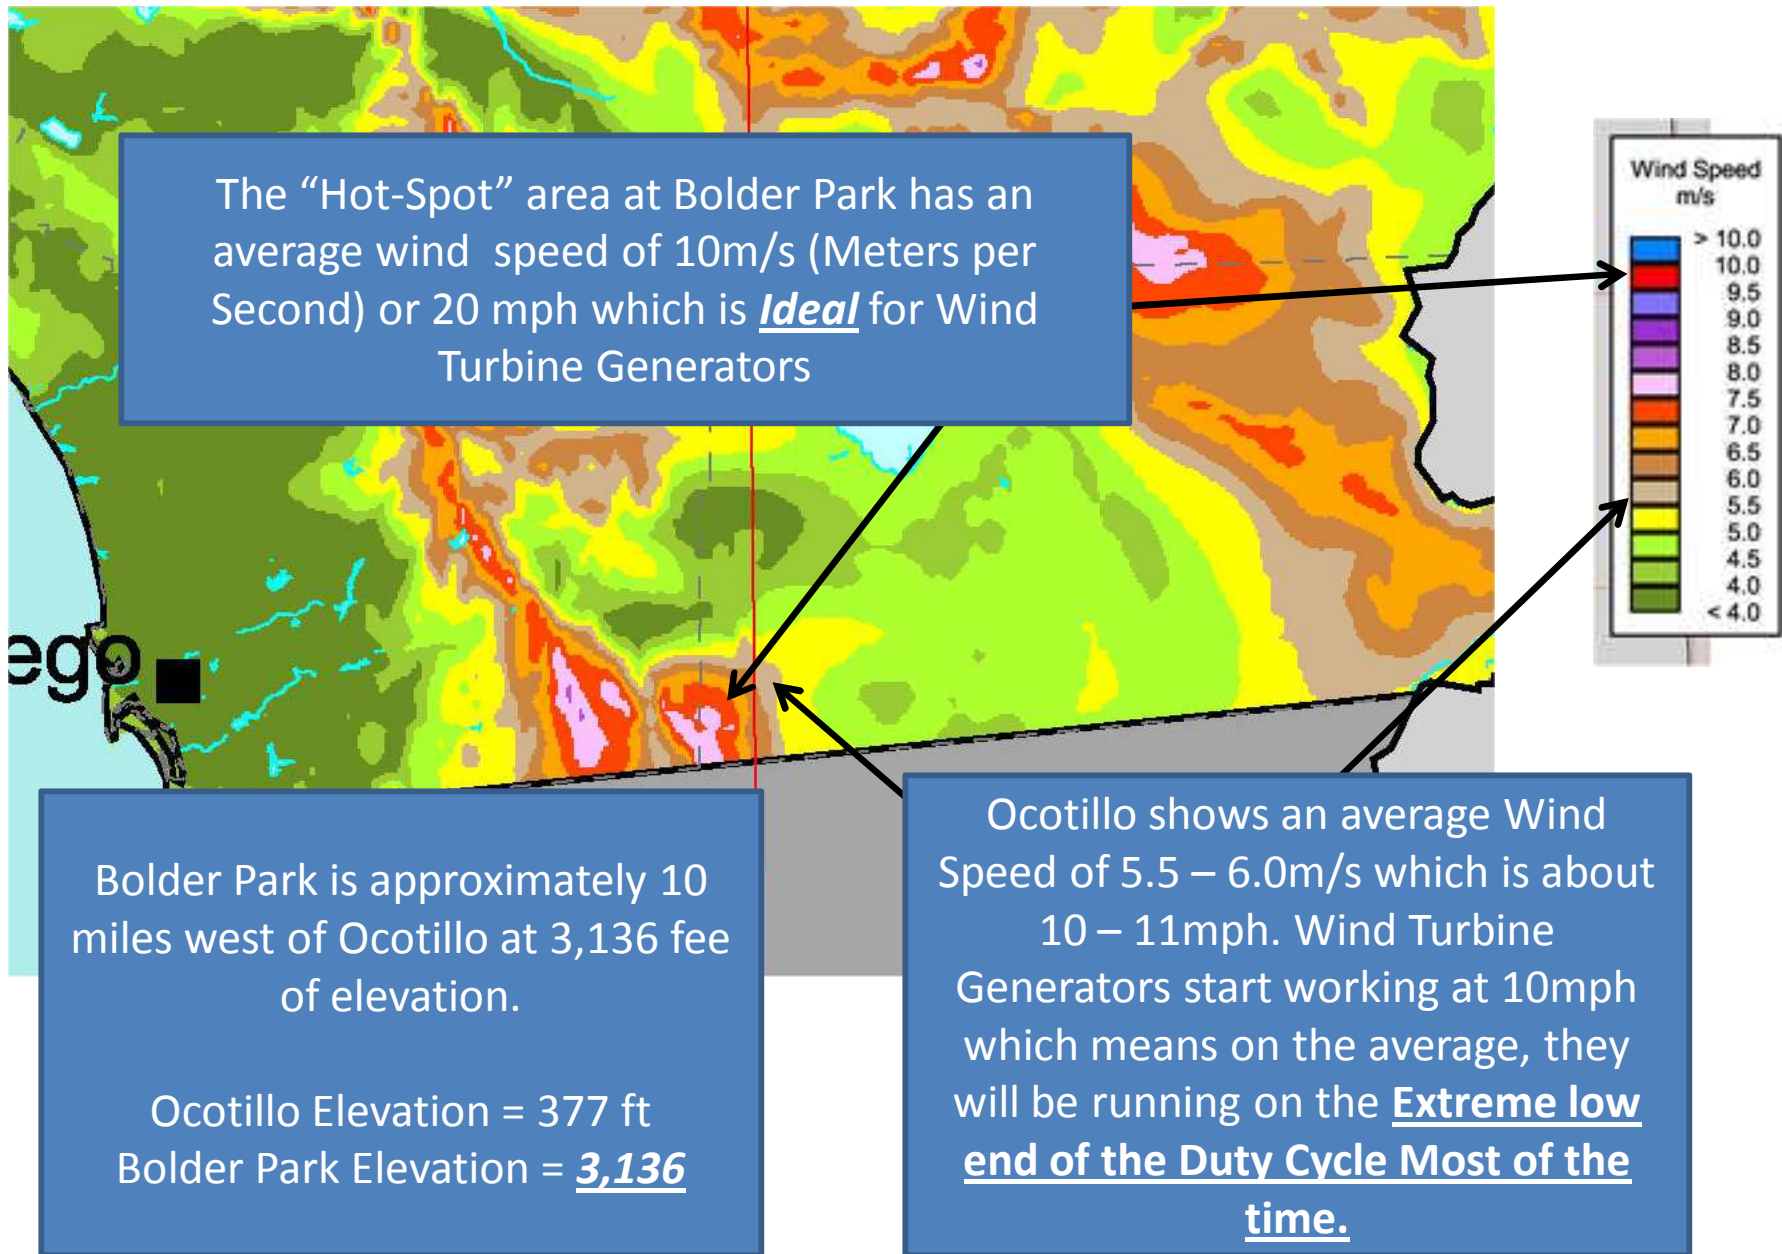 The “Hot-Spot” area at Bolder Park has an
average wind  speed of 10m/s (Meters per
Second) or 20 mph which is Ideal for Wind
Turbine Generators
Wind Speed
m/s
> 10.0
10.0
9.5
9.0
8.5
8.0
7.5
7.0
6.5
6.0
5.5
5.0
4.5
4.0
< 4.0
ego
Bolder Park is approximately 10
miles west of Ocotillo at 3,136 fee
of elevation.
Ocotillo Elevation = 377 ft
Bolder Park Elevation = 3,136
Ocotillo shows an average Wind
Speed of 5.5 – 6.0m/s which is about
10 – 11mph. Wind Turbine
Generators start working at 10mph
which means on the average, they
will be running on the Extreme low
end of the Duty Cycle Most of the
time.